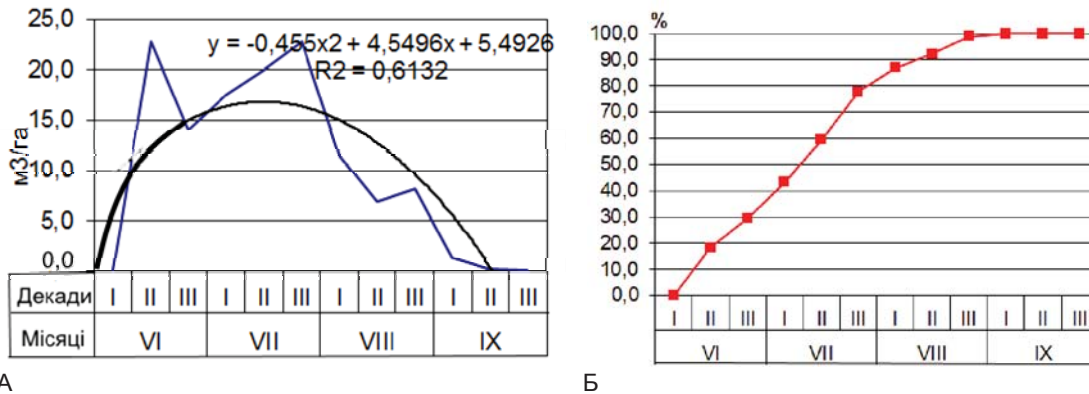 25,0
20,0
15,0
10,0
5,0
0,0
м3/га
y = -0,455x2 + 4,5496x + 5,4926
R2 = 0,6132
Декади I II III I II III I II III I II III
Місяці VI VII VIII IX
А
%
100,0
90,0
80,0
70,0
60,0
50,0
40,0
30,0
20,0
10,0
0,0
I II III I II III I II III I II III
VI VII VIII IX
Б